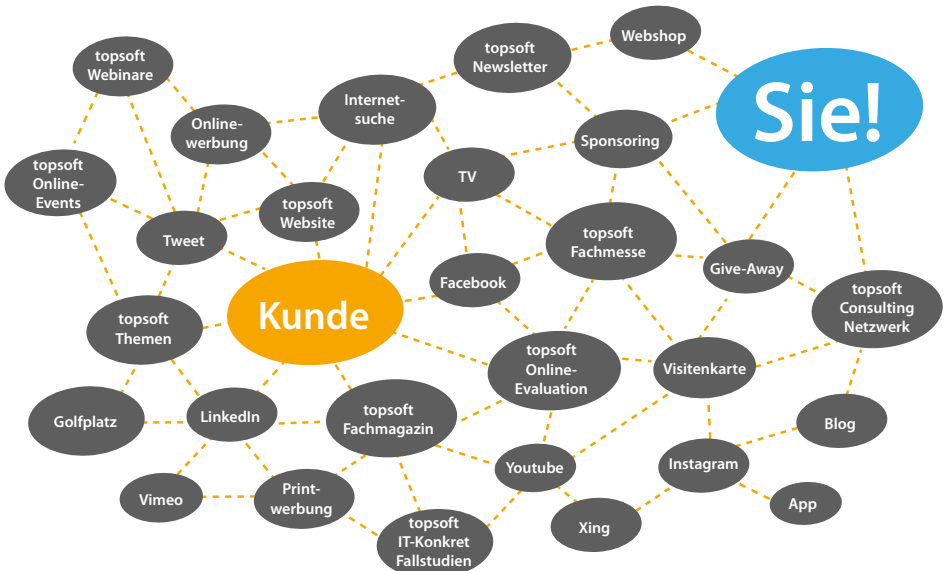 Webshop
topsoft
Newsletter
topsoft
Webinare
Sie!
Internet-
suche
Online-
werbung
Sponsoring
topsoft
Online-
Events
TV
topsoft
Website
Tweet
topsoft
Fachmesse
Give-Away
Facebook
topsoft
Consulting
Netzwerk
Kunde
topsoft
Themen
topsoft
Online-
Evaluation
Visitenkarte
Golfplatz
LinkedIn
topsoft
Fachmagazin
Blog
Youtube
Instagram
Vimeo
Print-
werbung
App
Xing
topsoft
IT-Konkret
Fallstudien